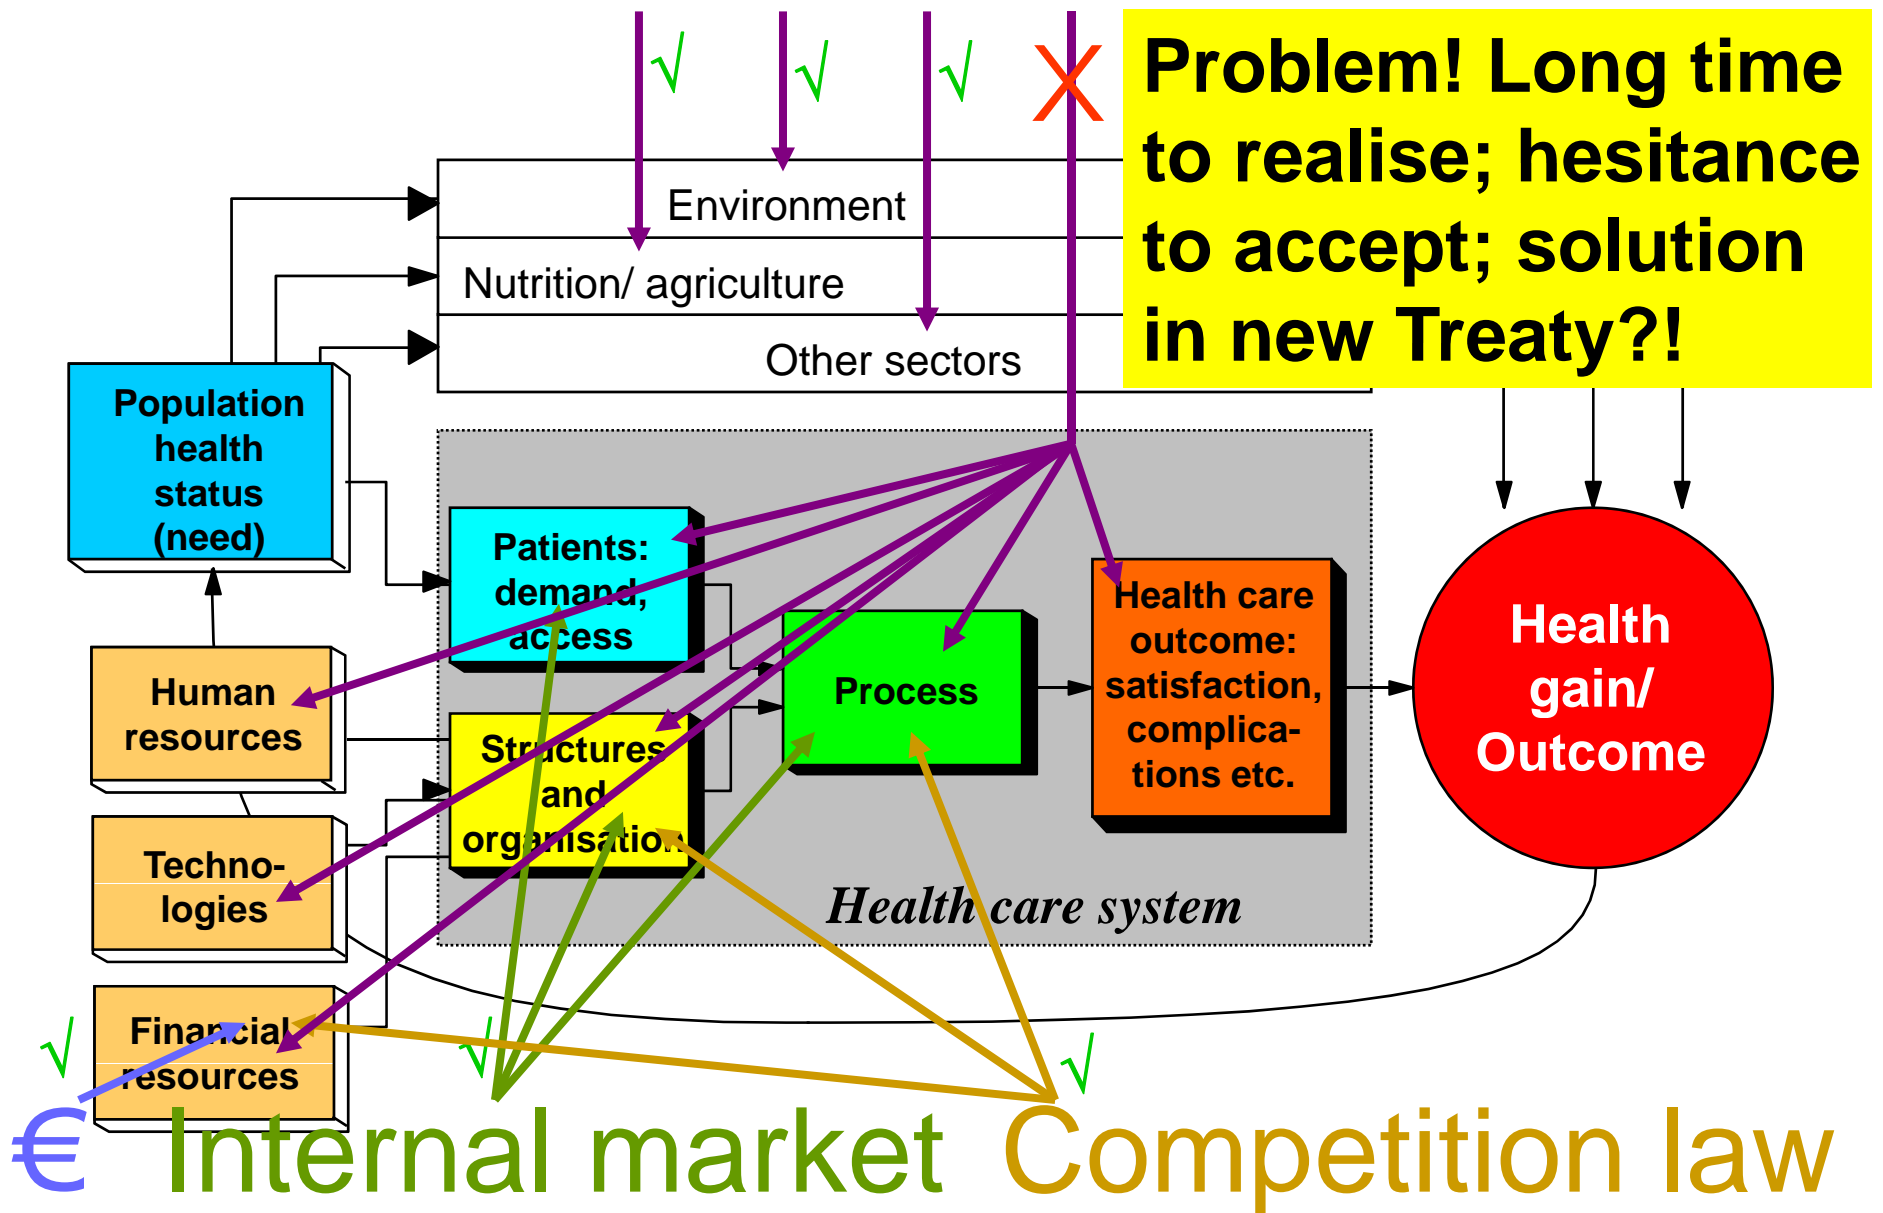 √ √ √ X
Problem! Long time
to realise; hesitance
to accept; solution
in new Treaty?!
Environment
Nutrition/ agriculture
Other sectors
Population
health
status
(need)
Patients:
demand,
access
Human
resources
Structures
and
organisation
Process
Health care
outcome:
satisfaction,
complica-
tions etc.
Health
gain/
Outcome
Techno-
logies
Health care system
Financial
resources
√ √ √
€ Internal market Competition law